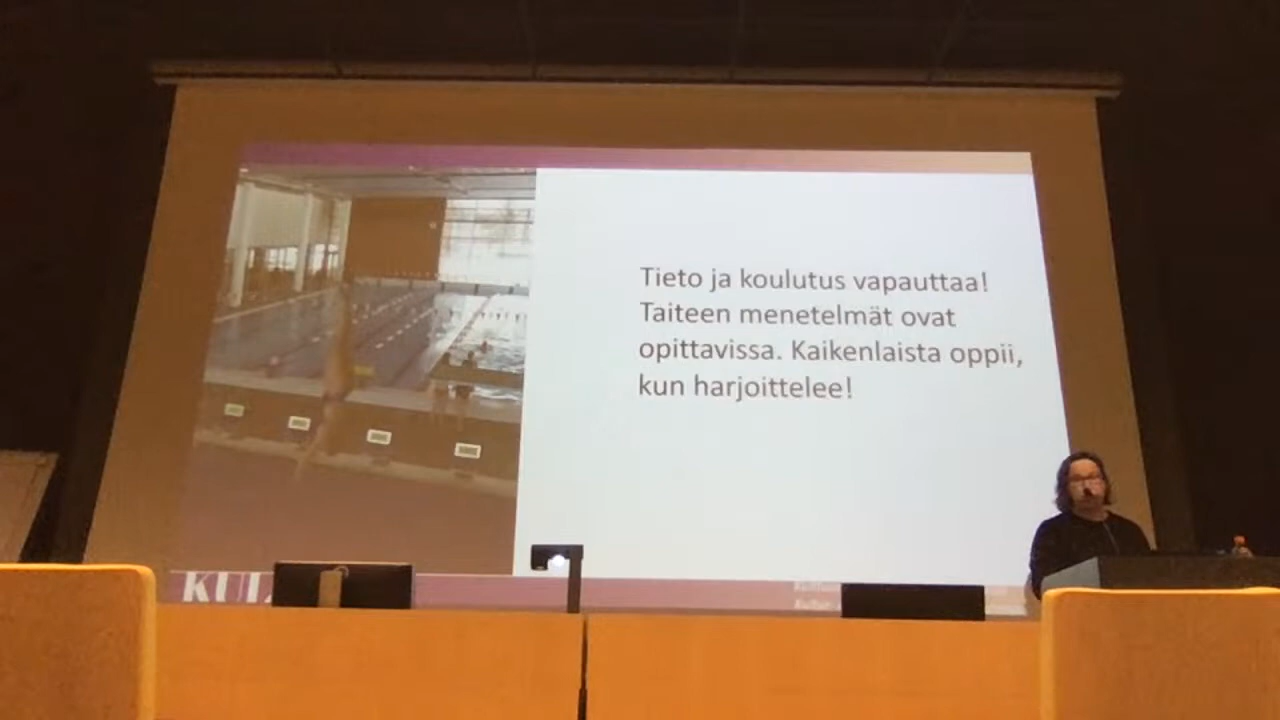 Tieto ja koulutus vapauttaa!
Taiteen menetelmät ovat
opittavissa. Kaikenlaista oppii,
kun harjoittelee!